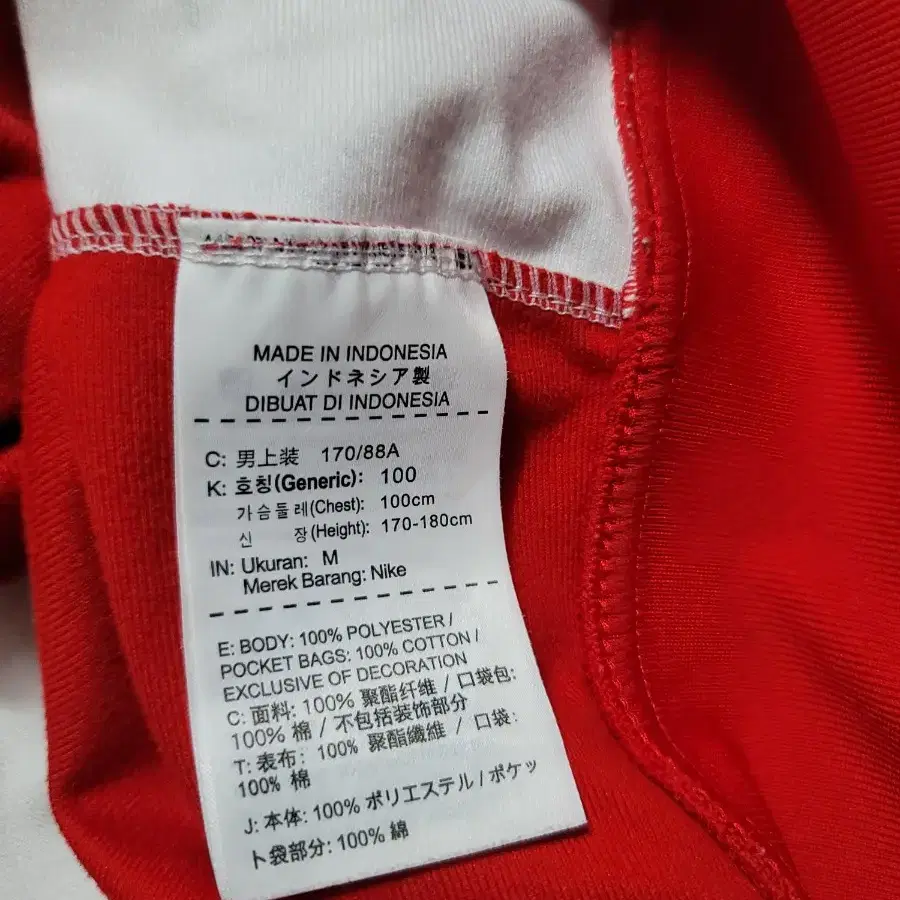 MADE IN INDONESIA
インドネシア製
DIBUAT DI INDONESIA
C: 男上装 170/88A
K: 호칭(Generic): 100
가슴둘레(Chest): 100cm
신 장(Height): 170-180cm
IN: Ukuran: M
Merek Barang: Nike
E: BODY: 100% POLYESTER /
POCKET BAGS: 100% COTTON /
EXCLUSIVE OF DECORATION
C: 面料: 100% 聚酯纤维 / 口袋包:
100% 棉 / 不包括装饰部分
T: 表布: 100% 聚酯纖維 / 口袋:
100% 棉
J: 本体: 100% ポリエステル / ポケッ
ト袋部分: 100% 綿